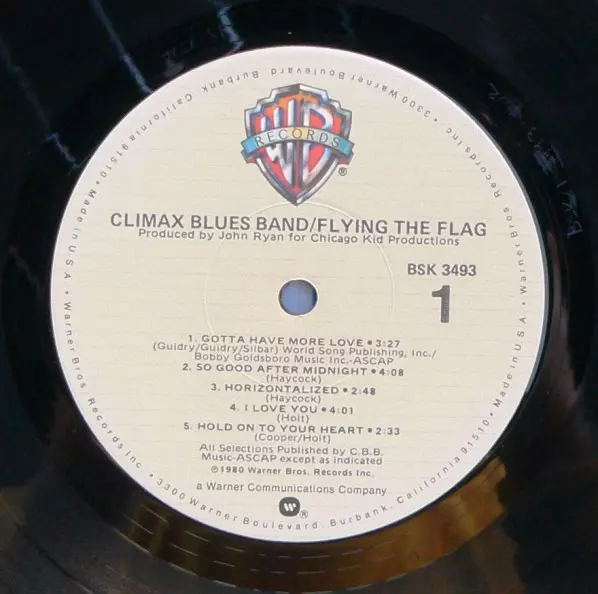 WB
RECORDS
®
CLIMAX BLUES BAND/FLYING THE FLAG
Produced by John Ryan for Chicago Kid Productions
BSK 3493
1
1. GOTTA HAVE MORE LOVE • 3:27
(Guidry/Guidry/Silbar) World Song Publishing, Inc./
Bobby Goldsboro Music Inc.-ASCAP
2. SO GOOD AFTER MIDNIGHT • 4:08
(Haycock)
3. HORIZONTALIZED • 2:48
(Haycock)
4. I LOVE YOU • 4:01
(Holt)
5. HOLD ON TO YOUR HEART • 2:33
(Cooper/Holt)
All Selections Published by C.B.B.
Music-ASCAP except as indicated
℗1980 Warner Bros. Records Inc.
a Warner Communications Company
®
Made in U.S.A. • Warner Bros. Records Inc. • 3300 Warner Boulevard, Burbank, California 91510 • Made in U.S.A. • Warner Bros. Records Inc. • 3300 Warner Boulevard, Burbank, California 91510 •